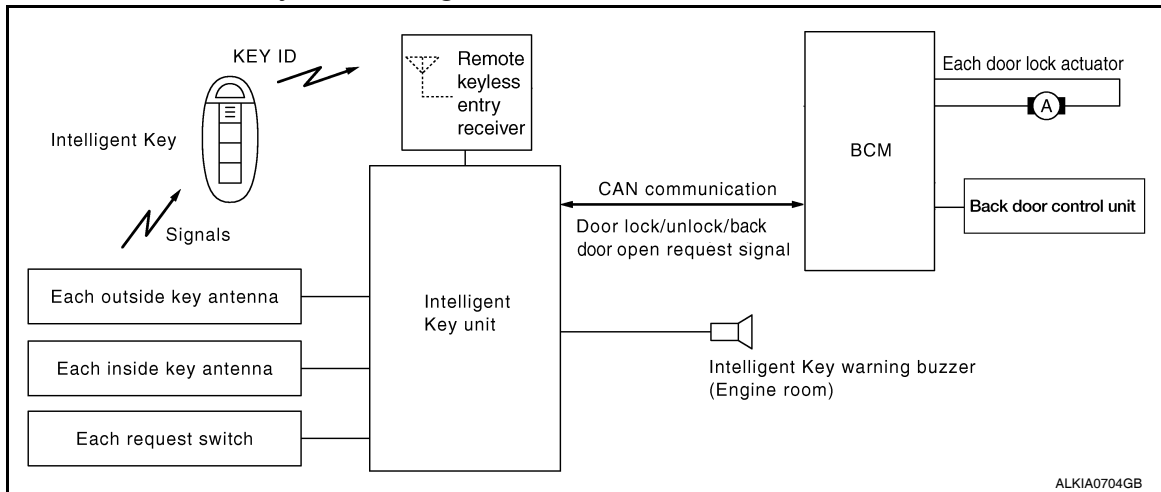 KEY ID
Remote
keyless
entry
receiver
Intelligent Key
Signals
Each outside key antenna
Each inside key antenna
Each request switch
Intelligent
Key unit
CAN communication
Door lock/unlock/back
door open request signal
BCM
Each door lock actuator
A
Back door control unit
Intelligent Key warning buzzer
(Engine room)
ALKIA0704GB